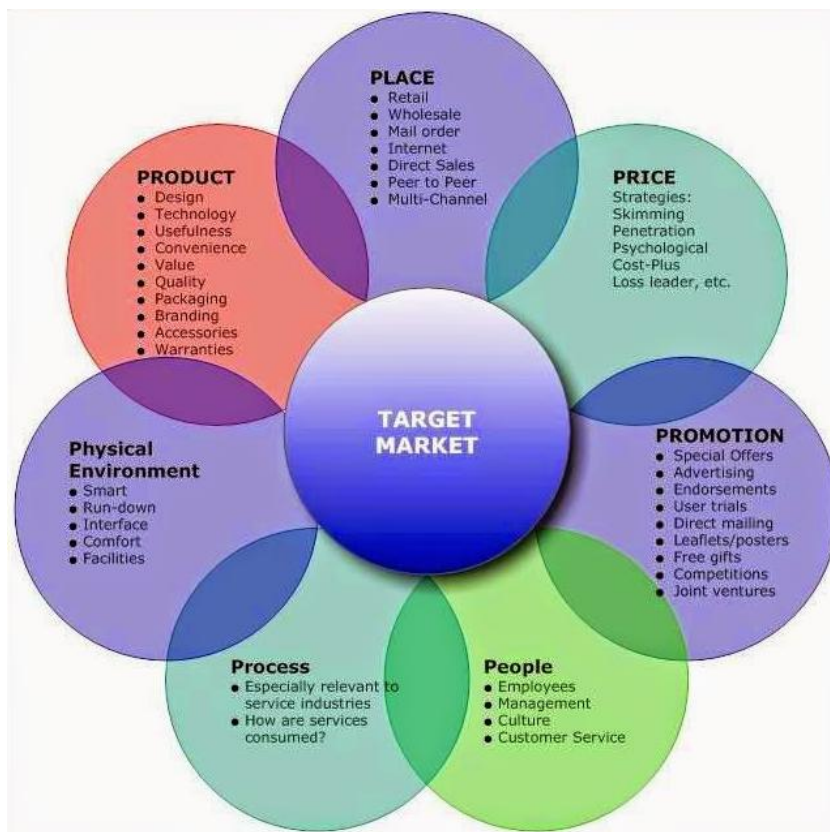 PLACE
● Retail
● Wholesale
● Mail order
● Internet
● Direct Sales
● Peer to Peer
● Multi-Channel
PRODUCT
● Design
● Technology
● Usefulness
● Convenience
● Value
● Quality
● Packaging
● Branding
● Accessories
● Warranties
PRICE
Strategies:
Skimming
Penetration
Psychological
Cost-Plus
Loss leader, etc.
TARGET
MARKET
Physical
Environment
● Smart
● Run-down
● Interface
● Comfort
● Facilities
PROMOTION
● Special Offers
● Advertising
● Endorsements
● User trials
● Direct mailing
● Leaflets/posters
● Free gifts
● Competitions
● Joint ventures
Process
● Especially relevant to
service industries
● How are services
consumed?
People
● Employees
● Management
● Culture
● Customer Service